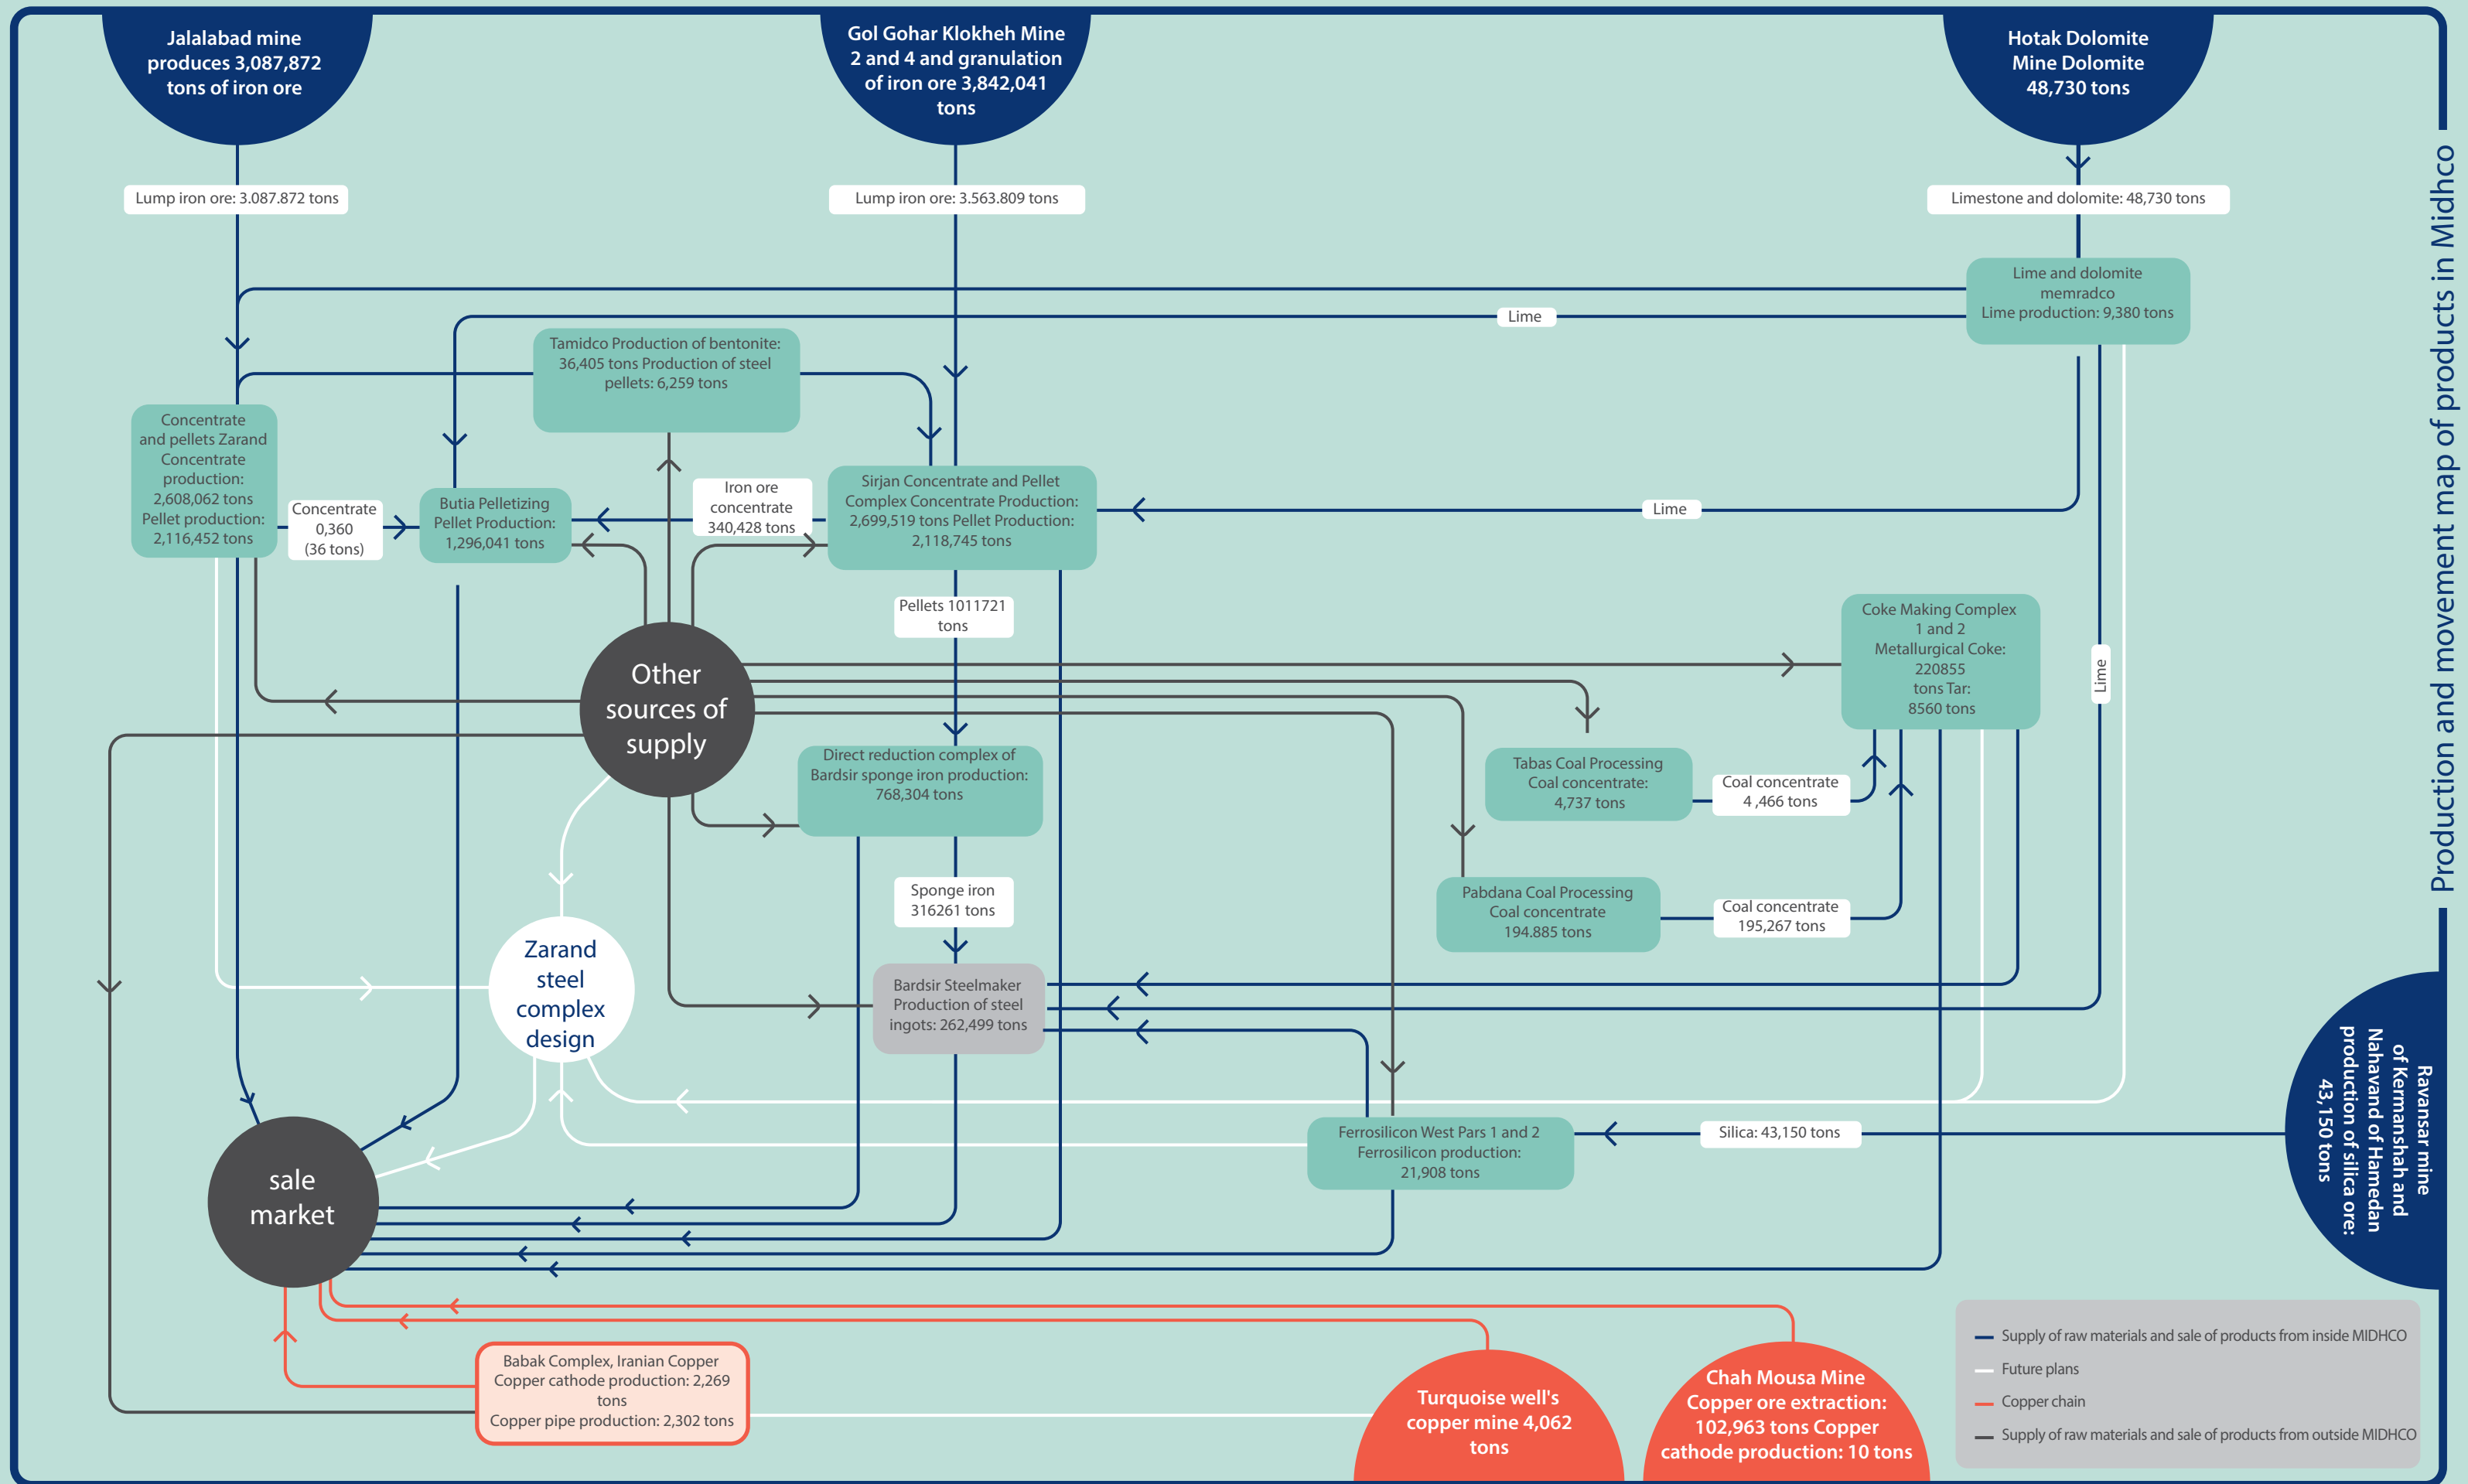 Jalalabad mine
produces 3,087,872
tons of iron ore
Gol Gohar Klokheh Mine
2 and 4 and granulation
of iron ore 3,842,041
tons
Hotak Dolomite
Mine Dolomite
48,730 tons
Production and movement map of products in Midhco
Lump iron ore: 3.087.872 tons
Lump iron ore: 3.563.809 tons
Limestone and dolomite: 48,730 tons
Lime and dolomite
memradco
Lime production: 9,380 tons
Lime
Tamidco Production of bentonite:
36,405 tons Production of steel
pellets: 6,259 tons
Concentrate
and pellets Zarand
Concentrate
production:
2,608,062 tons
Pellet production:
2,116,452 tons
Concentrate
0,360
(36 tons)
Butia Pelletizing
Pellet Production:
1,296,041 tons
Iron ore
concentrate
340,428 tons
Sirjan Concentrate and Pellet
Complex Concentrate Production:
2,699,519 tons Pellet Production:
2,118,745 tons
Lime
Pellets 1011721
tons
Coke Making Complex
1 and 2
Metallurgical Coke:
220855
tons Tar:
8560 tons
Lime
Other
sources of
supply
Direct reduction complex of
Bardsir sponge iron production:
768,304 tons
Tabas Coal Processing
Coal concentrate:
4,737 tons
Coal concentrate
4 ,466 tons
Sponge iron
316261 tons
Pabdana Coal Processing
Coal concentrate
194.885 tons
Coal concentrate
195,267 tons
Zarand
steel
complex
design
Bardsir Steelmaker
Production of steel
ingots: 262,499 tons
Ravansar mine
of Kermanshah and
Nahavand of Hamedan
production of silica ore:
43,150 tons
Ferrosilicon West Pars 1 and 2
Ferrosilicon production:
21,908 tons
Silica: 43,150 tons
sale
market
Babak Complex, Iranian Copper
Copper cathode production: 2,269
tons
Copper pipe production: 2,302 tons
Turquoise well's
copper mine 4,062
tons
Chah Mousa Mine
Copper ore extraction:
102,963 tons Copper
cathode production: 10 tons
Supply of raw materials and sale of products from inside MIDHCO
Future plans
Copper chain
Supply of raw materials and sale of products from outside MIDHCO